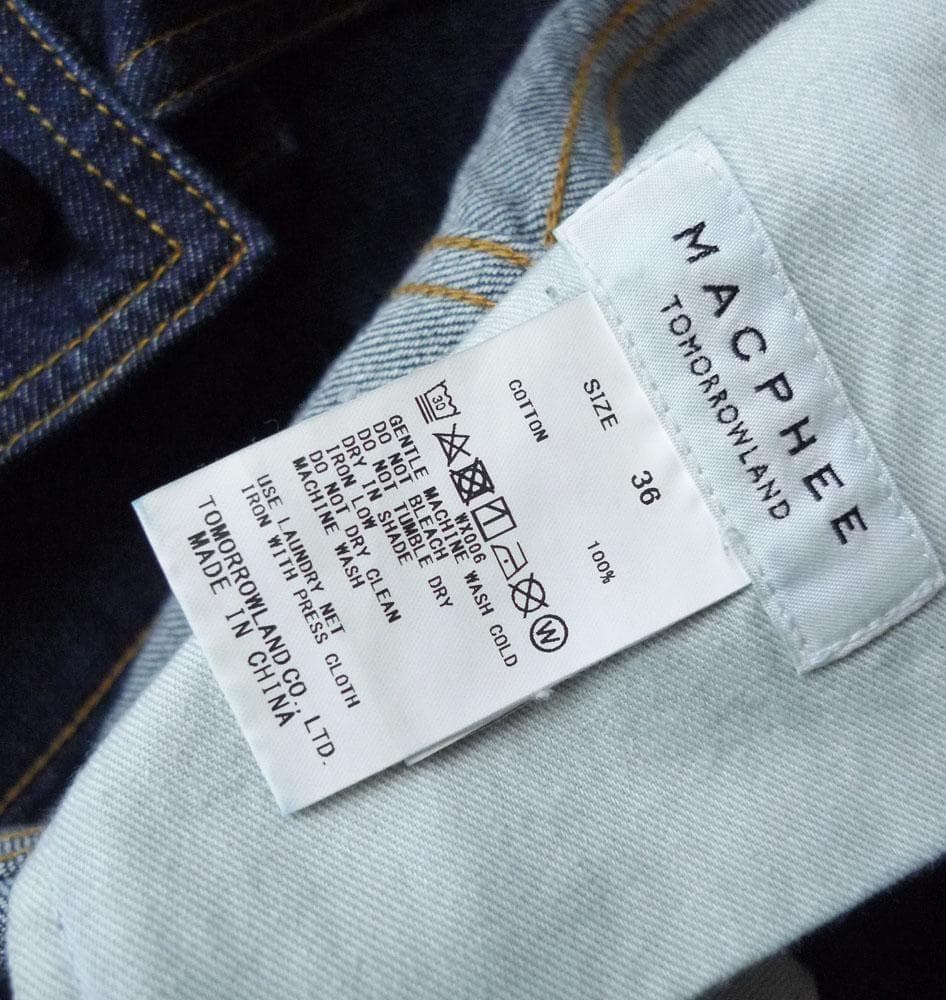 MACPHEE
TOMORROWLAND
SIZE 36
COTTON 100%
30
W
WX006
GENTLE MACHINE WASH COLD
DO NOT BLEACH
DO NOT TUMBLE DRY
DRY IN SHADE
IRON LOW
DO NOT DRY CLEAN
MACHINE WASH
USE LAUNDRY NET
IRON WITH PRESS CLOTH
TOMORROWLAND CO., LTD.
MADE IN CHINA